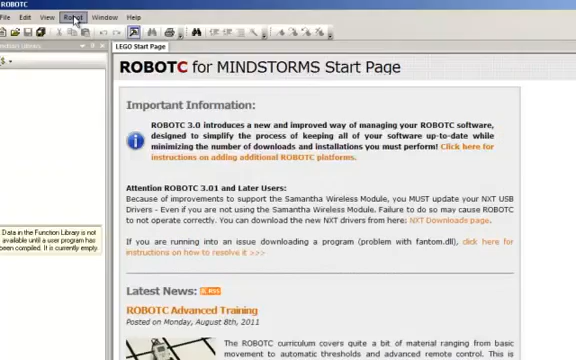 ROBOTC
File Edit View Robot Window Help
LEGO Start Page
ROBOTC for MINDSTORMS Start Page
Important Information:
ROBOTC 3.0 introduces a new and improved way of managing your ROBOTC software,
designed to simplify the process of keeping all of your software up-to-date while
minimizing the number of downloads and installations you must perform! Click here for
instructions on adding additional ROBOTC platforms.
Attention ROBOTC 3.01 and Later Users:
Because of improvements to support the Samantha Wireless Module, you MUST update your NXT USB
Drivers - Even if you are not using the Samantha Wireless Module. Failure to do so may cause ROBOTC
to not operate correctly. You can download the new NXT drivers from here: NXT Downloads page.
Data in the Function Library is not
available until a user program has
been compiled. It is currently empty.
If you are running into an issue downloading a program (problem with fantom.dll), click here for
instructions on how to resolve it >>>
Latest News: RSS
ROBOTC Advanced Training
Posted on Monday, August 8th, 2011
The ROBOTC curriculum covers quite a bit of material ranging from basic
movement to automatic thresholds and advanced remote control. This is